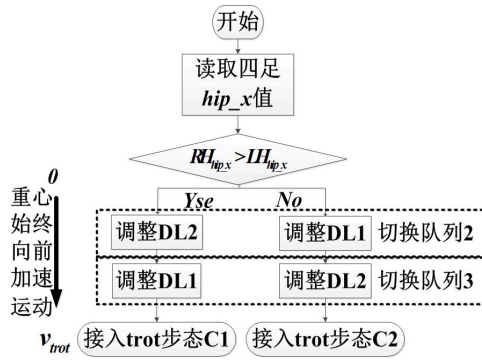 开始
读取四足
hip_x值
RH_hip_x>LH_hip_x
0
Yse
No
重心
始终
向前
加速
运动
调整DL2
调整DL1
切换队列2
调整DL1
调整DL2
切换队列3
v_trot
接入trot步态C1
接入trot步态C2